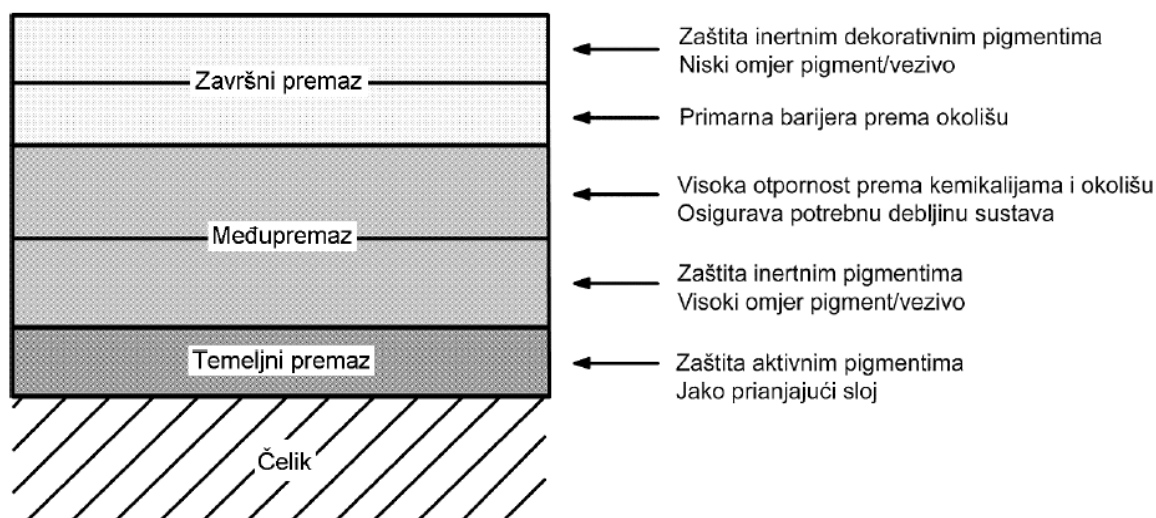 Završni premaz
Međupremaz
Temeljni premaz
Čelik
Zaštita inertnim dekorativnim pigmentima
Niski omjer pigment/vezivo
Primarna barijera prema okolišu
Visoka otpornost prema kemikalijama i okolišu
Osigurava potrebnu debljinu sustava
Zaštita inertnim pigmentima
Visoki omjer pigment/vezivo
Zaštita aktivnim pigmentima
Jako prianjajući sloj